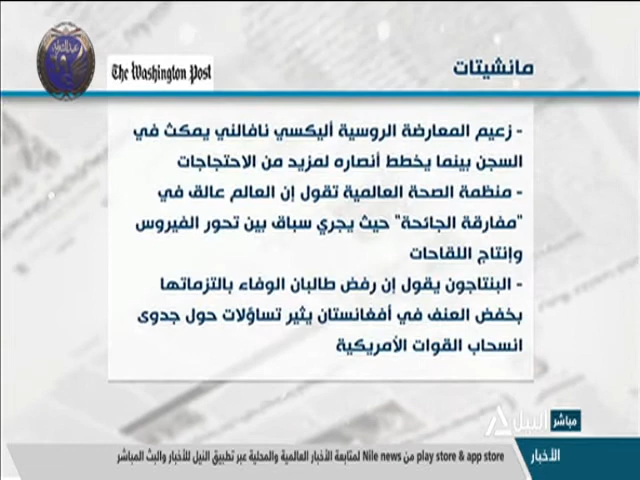 The Washington Post
مانشيتات
- زعيم المعارضة الروسية أليكسي نافالني يمكث في
السجن بينما يخطط أنصاره لمزيد من الاحتجاجات
- منظمة الصحة العالمية تقول إن العالم عالق في
"مفارقة الجائحة" حيث يجري سباق بين تحور الفيروس
وإنتاج اللقاحات
- البنتاجون يقول إن رفض طالبان الوفاء بالتزماتها
بخفض العنف في أفغانستان يثير تساؤلات حول جدوى
انسحاب القوات الأمريكية
مباشر النيل
الأخبار
لمتابعة الأخبار العالمية والمحلية عبر تطبيق النيل للأخبار والبث المباشر Nile news من play store & app store